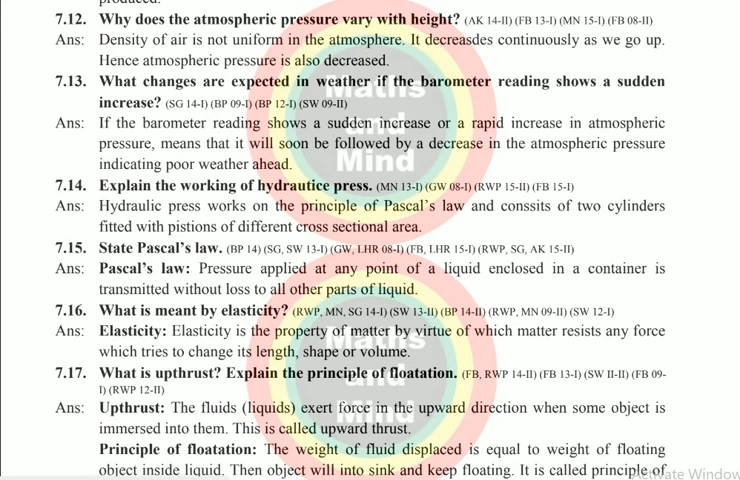 produced.
7.12. Why does the atmospheric pressure vary with height? (AK 14-II) (FB 13-I) (MN 15-I) (FB 08-II)
Ans: Density of air is not uniform in the atmosphere. It decreasdes continuously as we go up.
Hence atmospheric pressure is also decreased.
7.13. What changes are expected in weather if the barometer reading shows a sudden
increase? (SG 14-I) (BP 09-I) (BP 12-I) (SW 09-II)
Ans: If the barometer reading shows a sudden increase or a rapid increase in atmospheric
pressure, means that it will soon be followed by a decrease in the atmospheric pressure
indicating poor weather ahead.
7.14. Explain the working of hydrautice press. (MN 13-I) (GW 08-I) (RWP 15-II) (FB 15-I)
Ans: Hydraulic press works on the principle of Pascal's law and conssits of two cylinders
fitted with pistions of different cross sectional area.
7.15. State Pascal's law. (BP 14) (SG, SW 13-I) (GW, LHR 08-I) (FB, LHR 15-I) (RWP, SG, AK 15-II)
Ans: Pascal's law: Pressure applied at any point of a liquid enclosed in a container is
transmitted without loss to all other parts of liquid.
7.16. What is meant by elasticity? (RWP, MN, SG 14-I) (SW 13-II) (BP 14-II) (RWP, MN 09-II) (SW 12-I)
Ans: Elasticity: Elasticity is the property of matter by virtue of which matter resists any force
which tries to change its length, shape or volume.
7.17. What is upthrust? Explain the principle of floatation. (FB, RWP 14-II) (FB 13-I) (SW II-II) (FB 09-
I) (RWP 12-II)
Ans: Upthrust: The fluids (liquids) exert force in the upward direction when some object is
immersed into them. This is called upward thrust.
Principle of floatation: The weight of fluid displaced is equal to weight of floating
object inside liquid. Then object will into sink and keep floating. It is called principle of
Maths
and
Mind
Maths
and
Mind
Activate Window